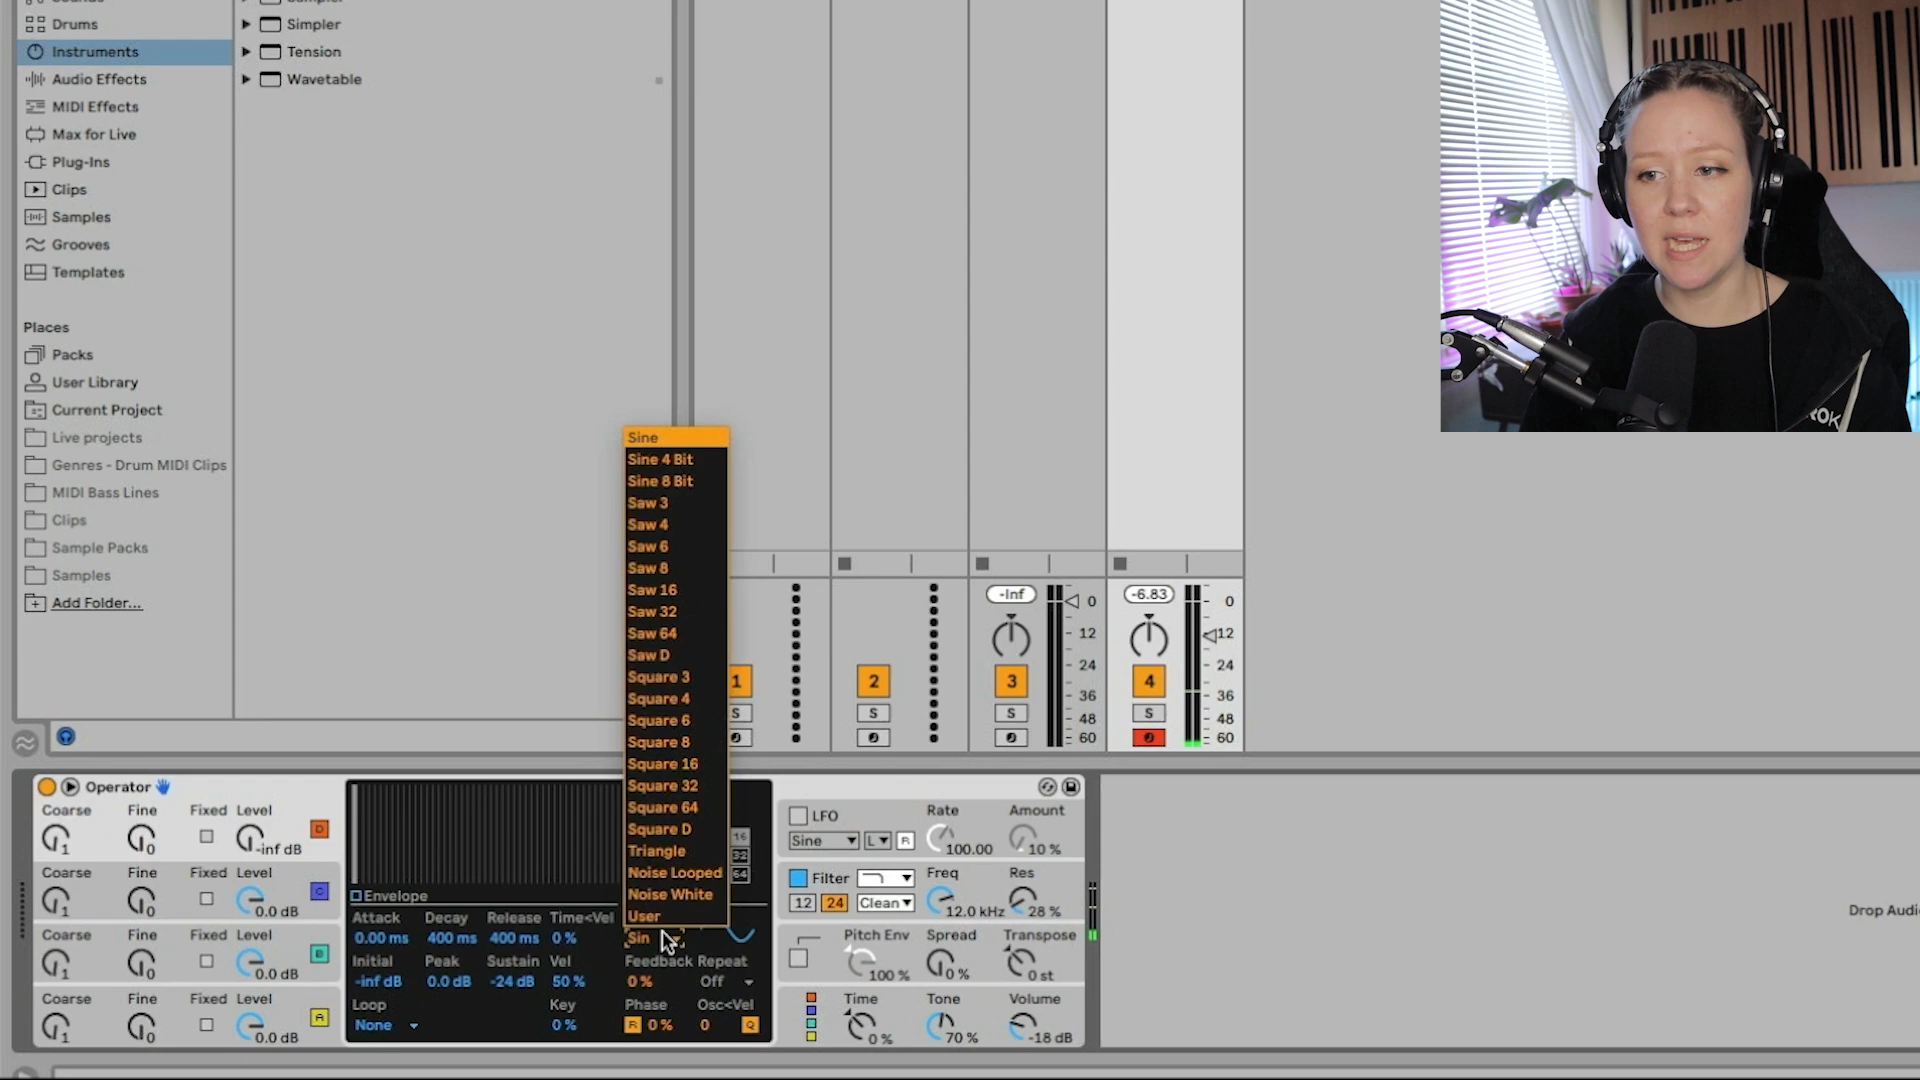 Drums
Instruments
Audio Effects
MIDI Effects
Max for Live
Plug-Ins
Clips
Samples
Grooves
Templates
Places
Packs
User Library
Current Project
Live projects
Genres - Drum MIDI Clips
MIDI Bass Lines
Clips
Sample Packs
Samples
Add Folder...
Simpler
Tension
Wavetable
Sine
Sine 4 Bit
Sine 8 Bit
Saw 3
Saw 4
Saw 6
Saw 8
Saw 16
Saw 32
Saw 64
Saw D
Square 3
Square 4
Square 6
Square 8
Square 16
Square 32
Square 64
Square D
Triangle
Noise Looped
Noise White
User
-Inf
-6.83
0
12
24
36
48
60
0
12
24
36
48
60
1
2
3
4
S
S
S
S
Operator
Coarse Fine Fixed Level
1 0 -inf dB D
Coarse Fine Fixed Level
1 0 0.0 dB C
Coarse Fine Fixed Level
1 0 0.0 dB B
Coarse Fine Fixed Level
1 0 0.0 dB A
16
32
64
Envelope
Attack Decay Release Time<Vel
0.00 ms 400 ms 400 ms 0 % Sin
Initial Peak Sustain Vel Feedback Repeat
-inf dB 0.0 dB -24 dB 50 % 0 % Off
Loop Key Phase Osc<Vel
None 0 % R 0 % 0 Q
LFO Rate Amount
Sine L R 100.00 10 %
Filter Freq Res
12 24 Clean 12.0 kHz 28 %
Pitch Env Spread Transpose
100 % 0 % 0 st
Time Tone Volume
0 % 70 % -18 dB
Drop Audi
ROK